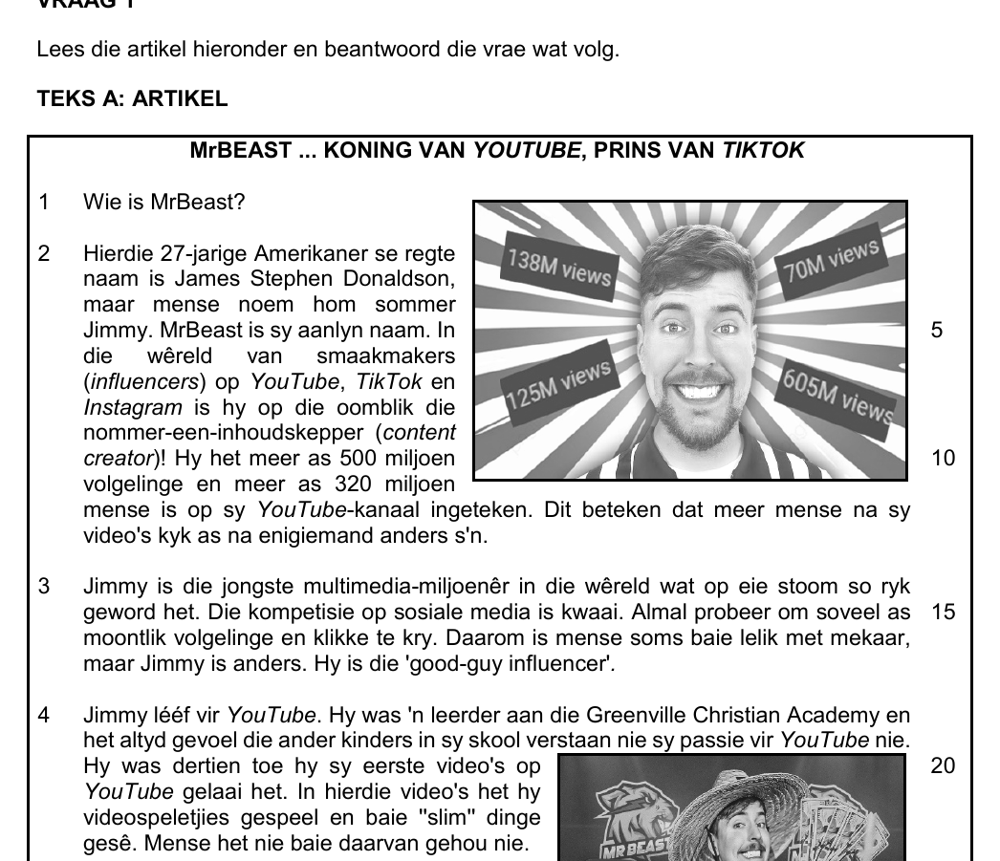 VRAAG 1
Lees die artikel hieronder en beantwoord die vrae wat volg.
TEKS A: ARTIKEL
MrBEAST ... KONING VAN YOUTUBE, PRINS VAN TIKTOK
1 Wie is MrBeast?
2 Hierdie 27-jarige Amerikaner se regte
naam is James Stephen Donaldson,
maar mense noem hom sommer
Jimmy. MrBeast is sy aanlyn naam. In 5
die wêreld van smaakmakers
(influencers) op YouTube, TikTok en
Instagram is hy op die oomblik die
nommer-een-inhoudskepper (content
creator)! Hy het meer as 500 miljoen 10
volgelinge en meer as 320 miljoen
mense is op sy YouTube-kanaal ingeteken. Dit beteken dat meer mense na sy
video's kyk as na enigiemand anders s'n.
138M views
70M views
125M views
605M views
3 Jimmy is die jongste multimedia-miljoenêr in die wêreld wat op eie stoom so ryk
geword het. Die kompetisie op sosiale media is kwaai. Almal probeer om soveel as 15
moontlik volgelinge en klikke te kry. Daarom is mense soms baie lelik met mekaar,
maar Jimmy is anders. Hy is die 'good-guy influencer'.
4 Jimmy lééf vir YouTube. Hy was 'n leerder aan die Greenville Christian Academy en
het altyd gevoel die ander kinders in sy skool verstaan nie sy passie vir YouTube nie.
Hy was dertien toe hy sy eerste video's op 20
YouTube gelaai het. In hierdie video's het hy
videospeletjies gespeel en baie "slim" dinge
gesê. Mense het nie baie daarvan gehou nie.
MR BEAST